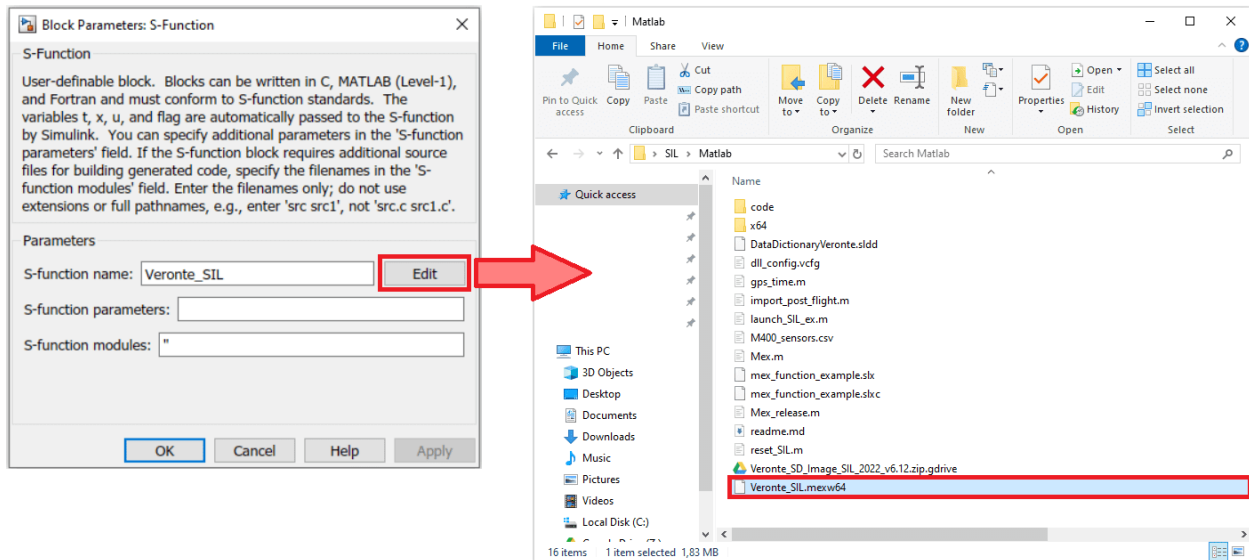 Block Parameters: S-Function
S-Function
User-definable block.  Blocks can be written in C, MATLAB (Level-1),
and Fortran and must conform to S-function standards.  The
variables t, x, u, and flag are automatically passed to the S-function
by Simulink.  You can specify additional parameters in the 'S-function
parameters' field. If the S-function block requires additional source
files for building generated code, specify the filenames in the 'S-
function modules' field. Enter the filenames only; do not use
extensions or full pathnames, e.g., enter 'src src1', not 'src.c src1.c'.
Parameters
S-function name: Veronte_SIL Edit
S-function parameters:
S-function modules: ''
OK Cancel Help Apply
Matlab
File Home Share View
Pin to Quick access
Copy
Paste
Cut
Copy path
Paste shortcut
Clipboard
Move to
Copy to
Delete
Rename
Organize
New folder
New
Properties
Open
Edit
History
Open
Select all
Select none
Invert selection
Select
SIL > Matlab
Search Matlab
Quick access
This PC
3D Objects
Desktop
Documents
Downloads
Music
Pictures
Videos
Local Disk (C:)
Name
code
x64
DataDictionaryVeronte.sldd
dll_config.vcfg
gps_time.m
import_post_flight.m
launch_SIL_ex.m
M400_sensors.csv
Mex.m
mex_function_example.slx
mex_function_example.slxc
Mex_release.m
readme.md
reset_SIL.m
Veronte_SD_Image_SIL_2022_v6.12.zip.gdrive
Veronte_SIL.mexw64
16 items 1 item selected 1,83 MB